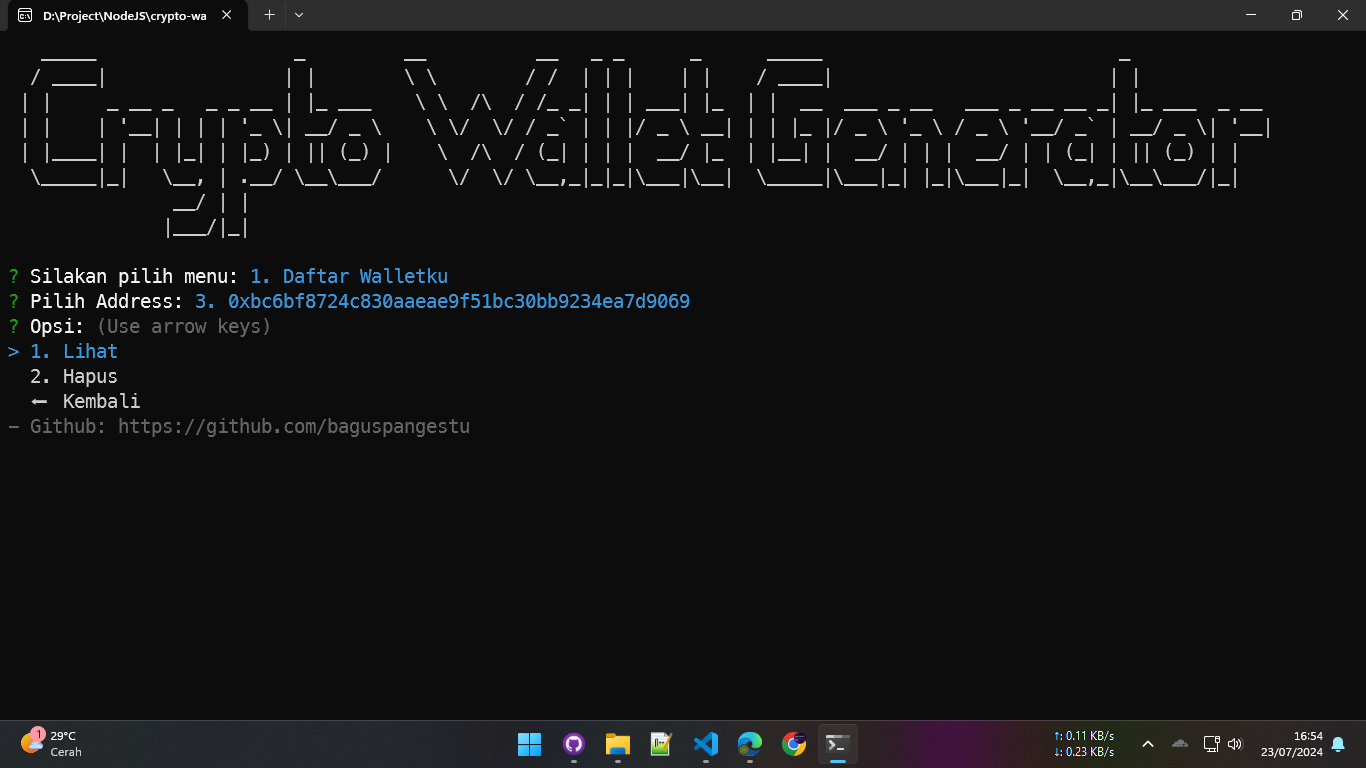 D:\Project\NodeJS\crypto-wa
Crypto Wallet Generator
? Silakan pilih menu: 1. Daftar Walletku
? Pilih Address: 3. 0xbc6bf8724c830aaeae9f51bc30bb9234ea7d9069
? Opsi: (Use arrow keys)
> 1. Lihat
2. Hapus
← Kembali
— Github: https://github.com/baguspangestu
1
29°C
Cerah
↑: 0.11 KB/s
↓: 0.23 KB/s
16:54
23/07/2024